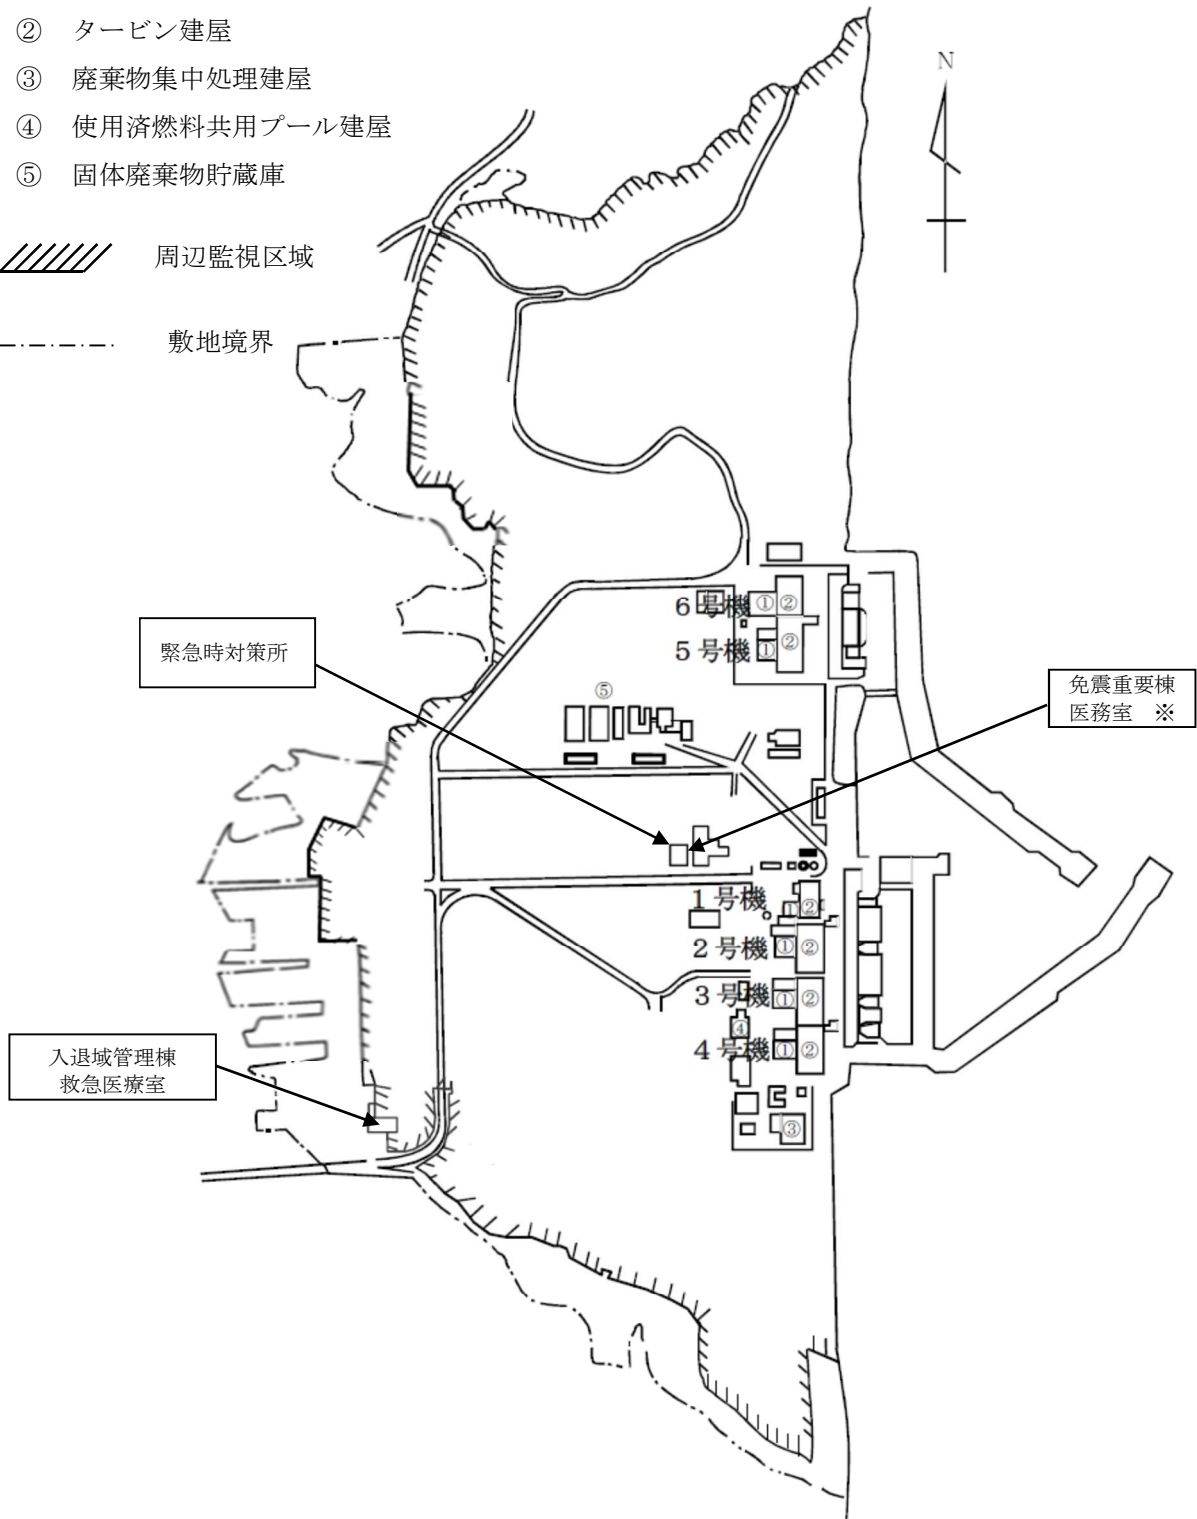 ② タービン建屋
③ 廃棄物集中処理建屋
④ 使用済燃料共用プール建屋
⑤ 固体廃棄物貯蔵庫
周辺監視区域
敷地境界
N
6号機 ① ②
5号機 ① ②
緊急時対策所
⑤
免震重要棟
医務室 ※
1号機 ① ②
2号機 ① ②
3号機 ① ②
④
4号機 ① ②
入退域管理棟
救急医療室
③